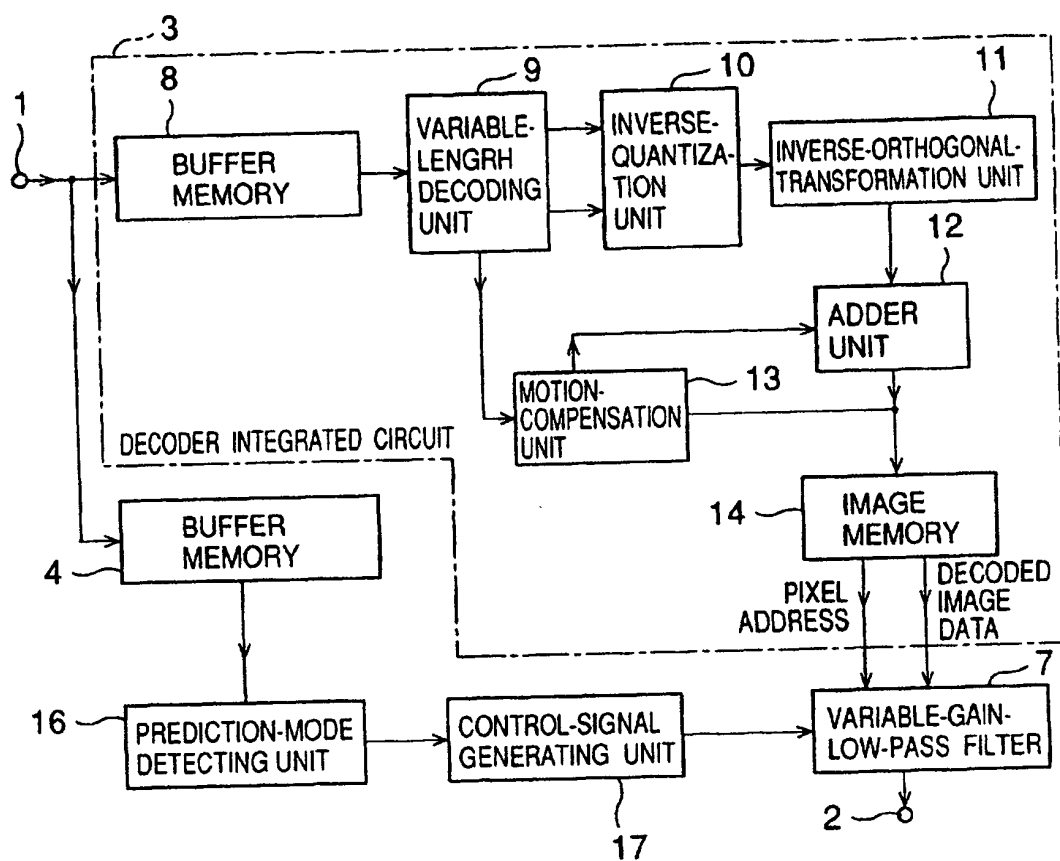 3
1
8
BUFFER
MEMORY
9
VARIABLE-
LENGRH
DECODING
UNIT
10
INVERSE-
QUANTIZA-
TION
UNIT
11
INVERSE-ORTHOGONAL-
TRANSFORMATION UNIT
12
ADDER
UNIT
13
MOTION-
COMPENSATION
UNIT
DECODER INTEGRATED CIRCUIT
14
IMAGE
MEMORY
4
BUFFER
MEMORY
PIXEL
ADDRESS
DECODED
IMAGE
DATA
16
PREDICTION-MODE
DETECTING UNIT
CONTROL-SIGNAL
GENERATING UNIT
17
7
VARIABLE-GAIN-
LOW-PASS FILTER
2